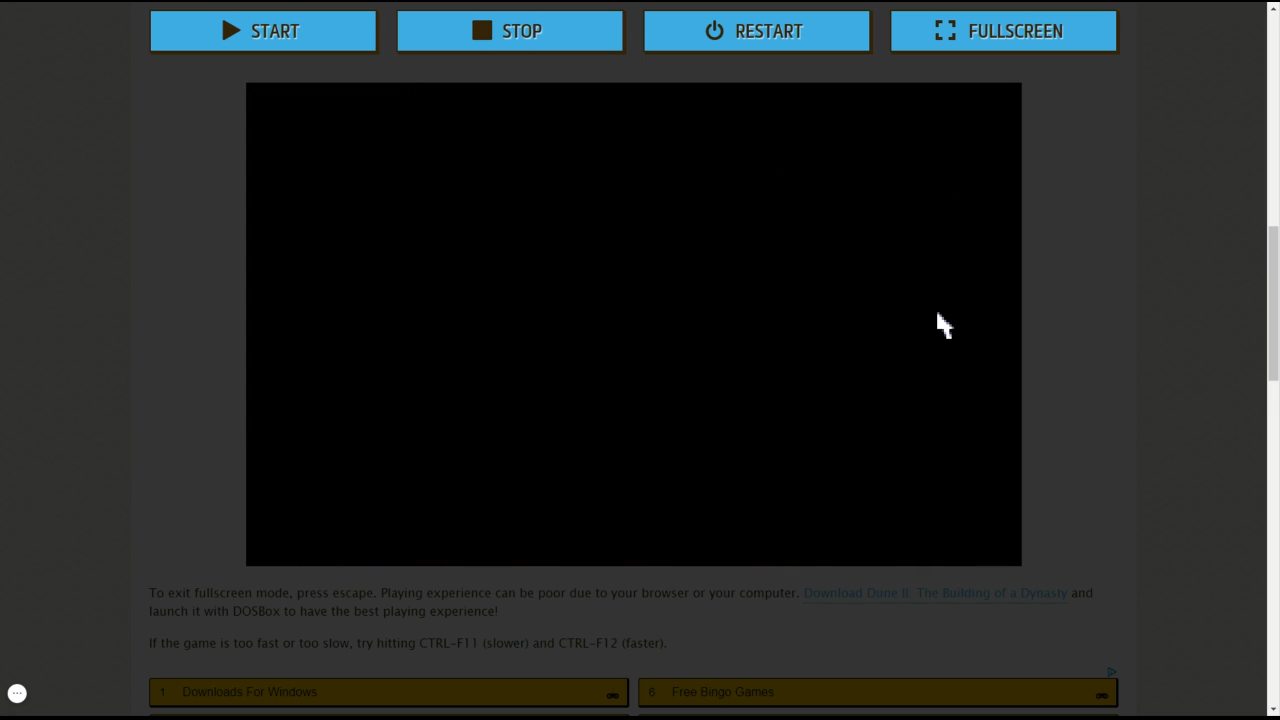 START STOP RESTART FULLSCREEN
To exit fullscreen mode, press escape. Playing experience can be poor due to your browser or your computer. Download Dune II: The Building of a Dynasty and
launch it with DOSBox to have the best playing experience!
If the game is too fast or too slow, try hitting CTRL-F11 (slower) and CTRL-F12 (faster).
1 Downloads For Windows
6 Free Bingo Games